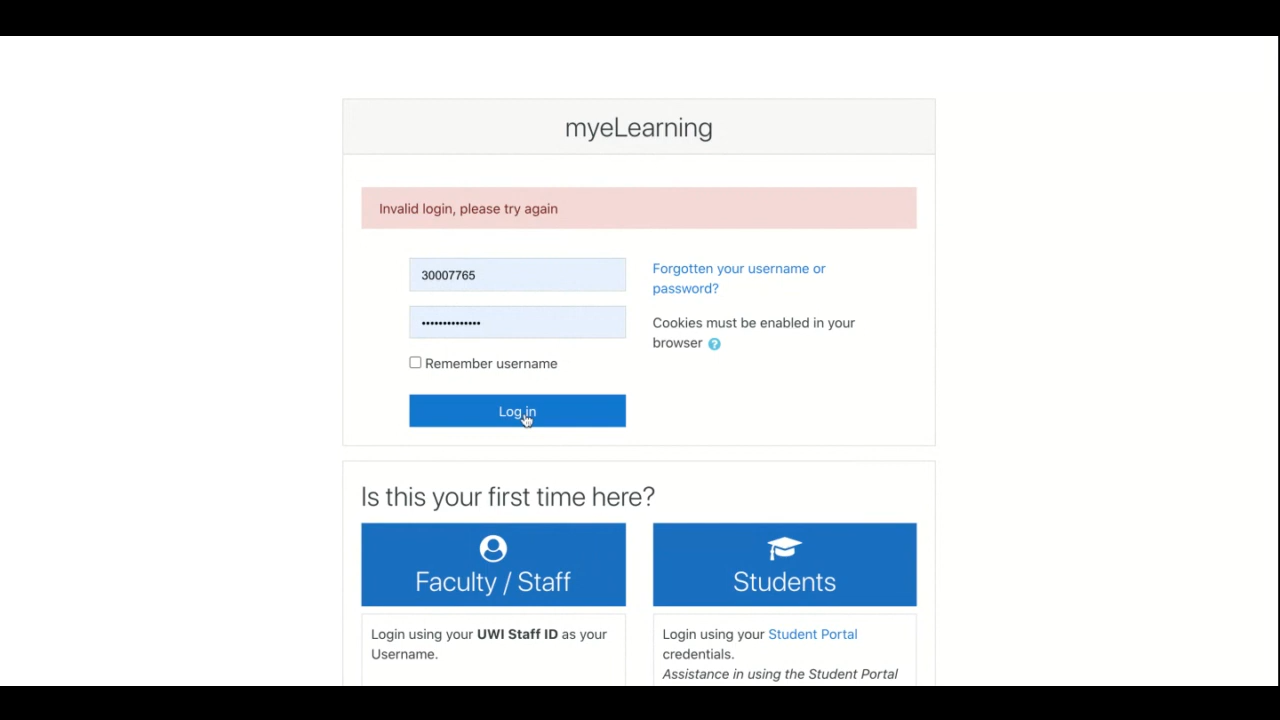 myeLearning
Invalid login, please try again
30007765
Forgotten your username or
password?
••••••••••••••
Cookies must be enabled in your
browser ?
Remember username
Log in
Is this your first time here?
Faculty / Staff
Students
Login using your UWI Staff ID as your
Username.
Login using your Student Portal
credentials.
Assistance in using the Student Portal